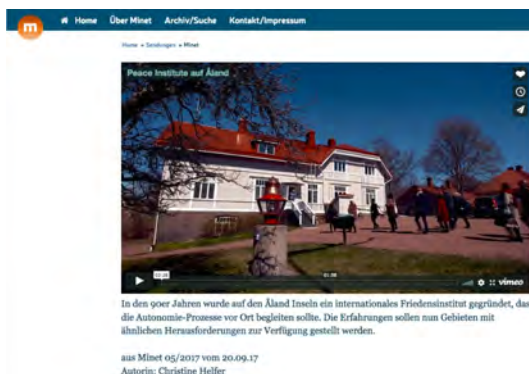 m
Home Über Minet Archiv/Suche Kontakt/Impressum
Home » Sendungen » Minet
Peace Institute auf Åland
vimeo
In den 90er Jahren wurde auf den Åland Inseln ein internationales Friedensinstitut gegründet, das
die Autonomie-Prozesse vor Ort begleiten sollte. Die Erfahrungen sollen nun Gebieten mit
ähnlichen Herausforderungen zur Verfügung gestellt werden.
aus Minet 05/2017 vom 20.09.17
Autorin: Christine Helfer